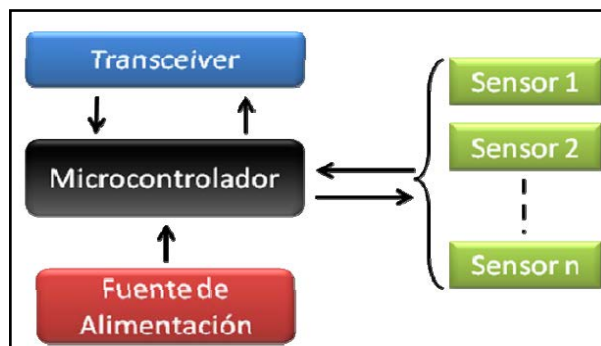 Transceiver
Microcontrolador
Fuente de
Alimentación
Sensor 1
Sensor 2
Sensor n